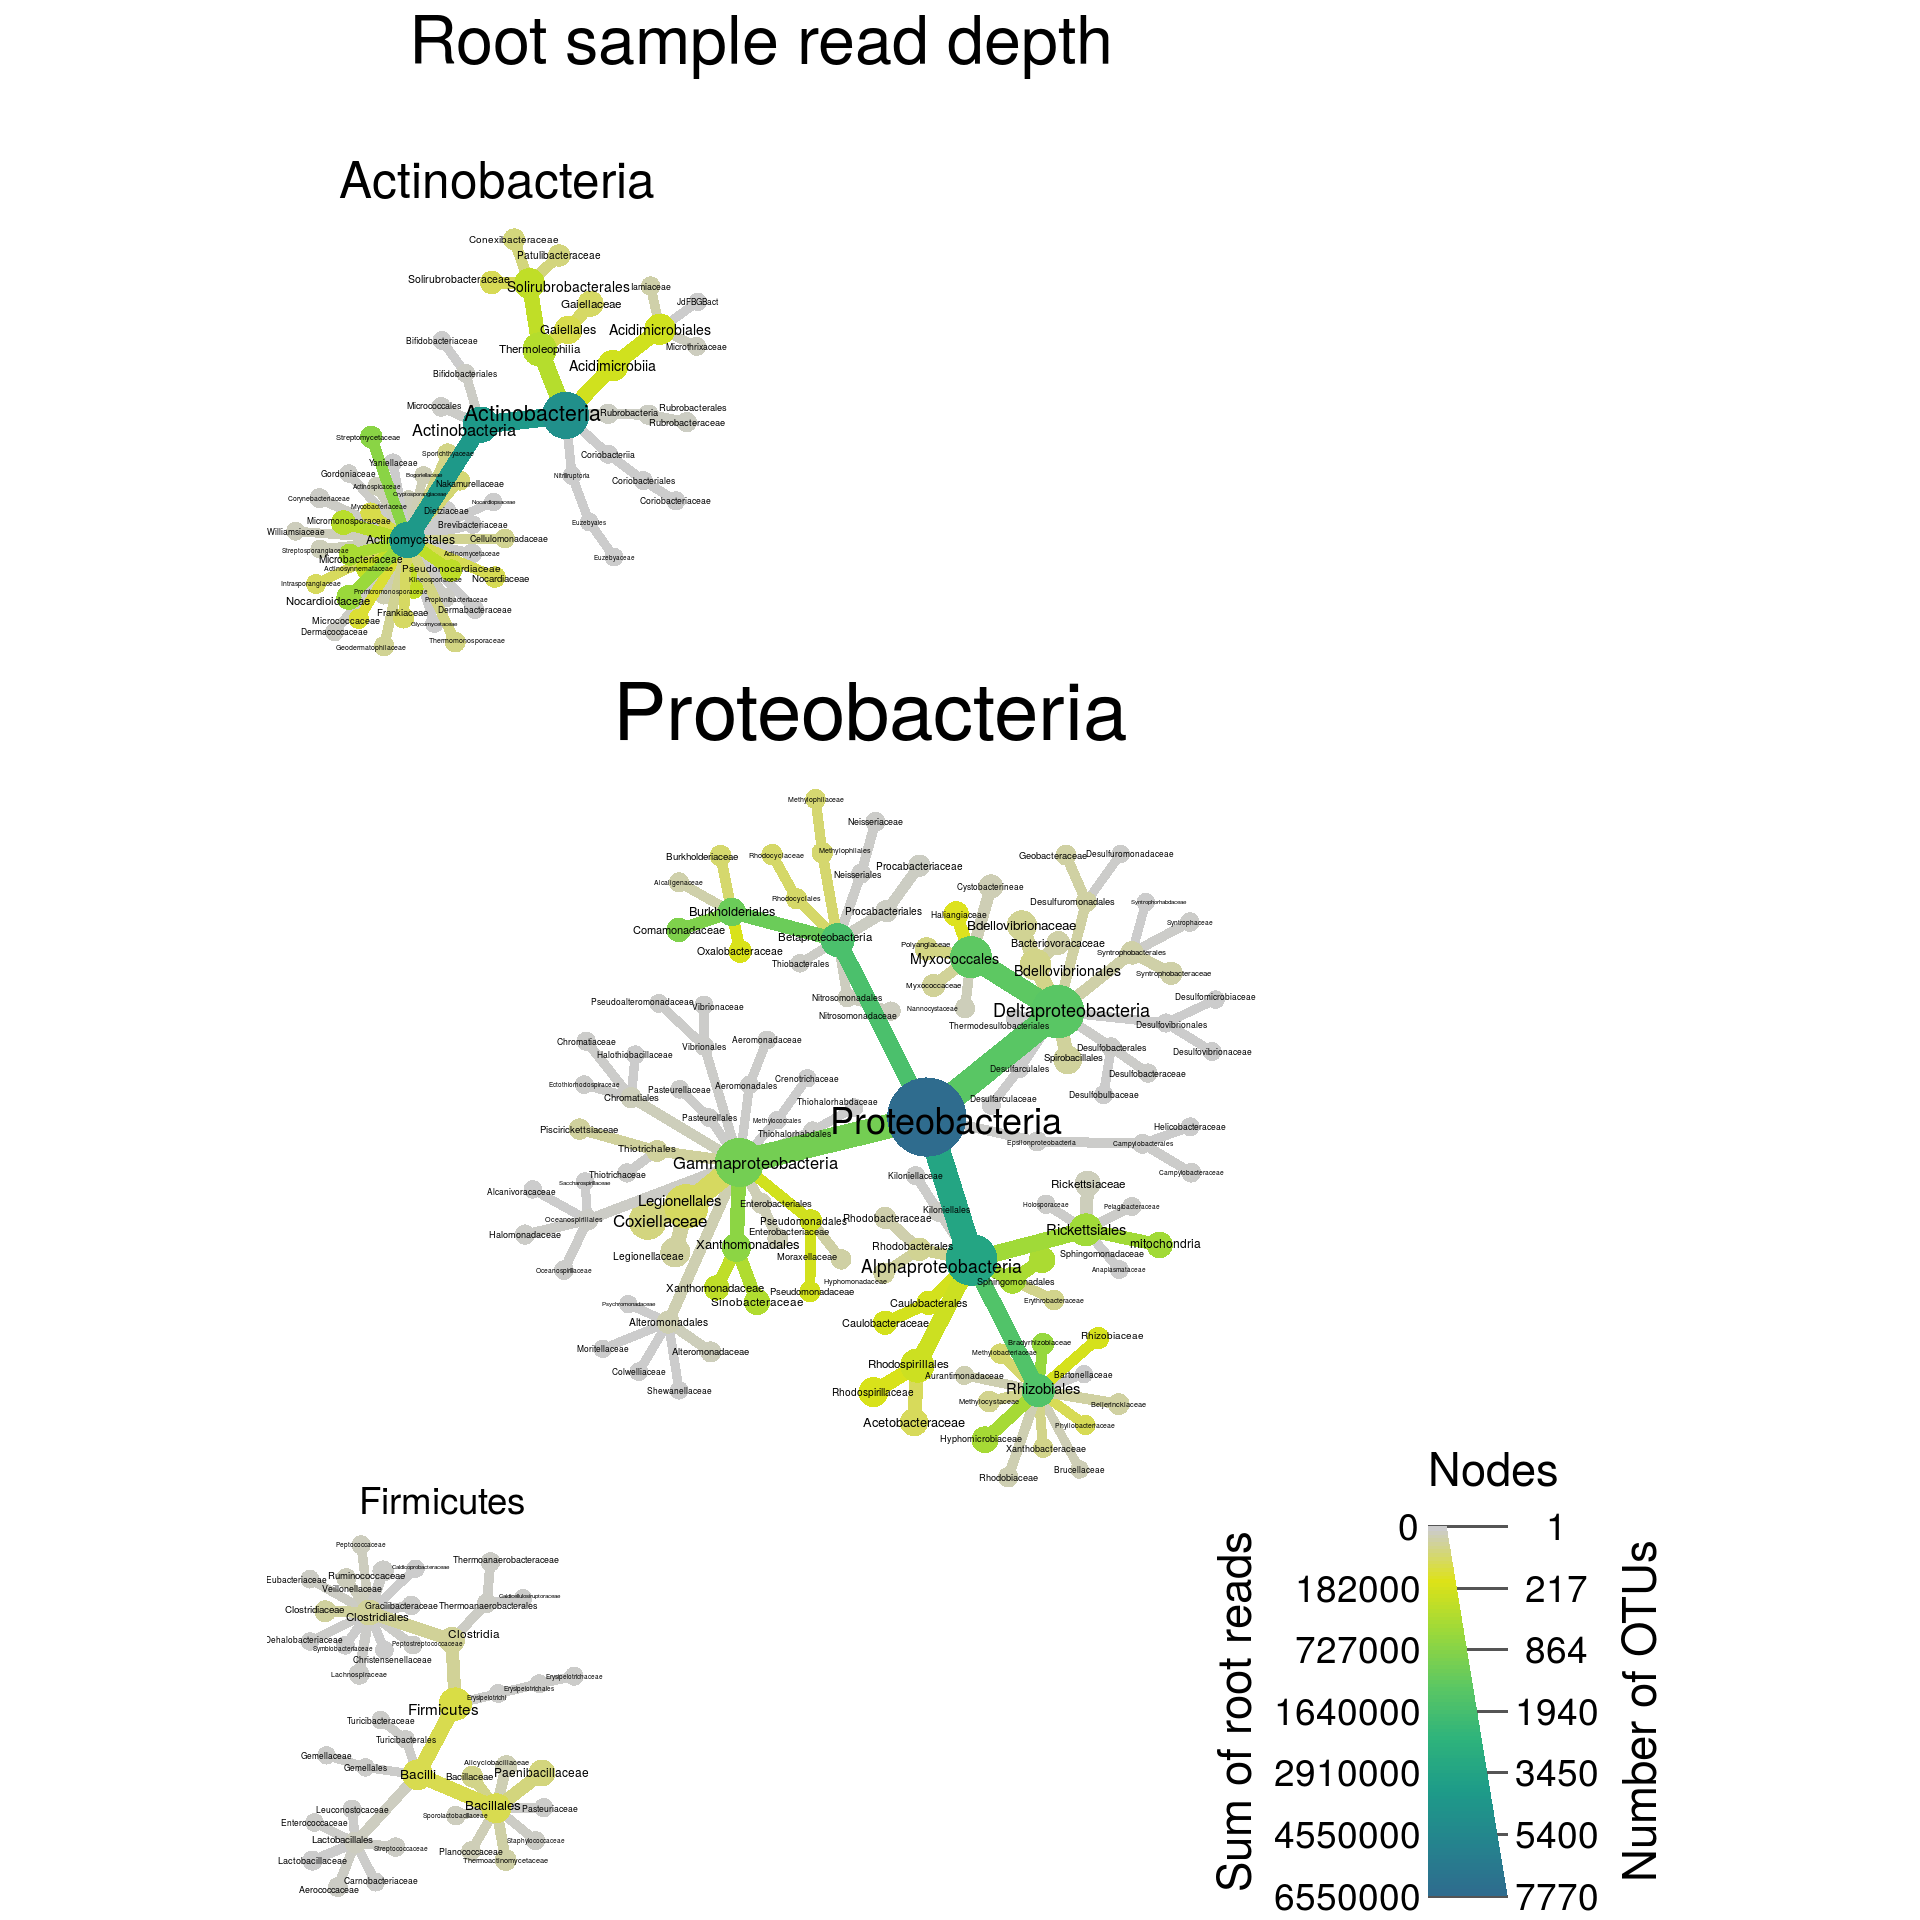 Root sample read depth
Actinobacteria
Conexibacteraceae
Patulibacteraceae
Solirubrobacteraceae
Solirubrobacterales
Iamiaceae
Gaiellaceae
JdFBGBact
Gaiellales
Acidimicrobiales
Bifidobacteriaceae
Thermoleophilia
Microthrixaceae
Acidimicrobiia
Bifidobacteriales
Micrococcales
Actinobacteria
Rubrobacteria
Rubrobacterales
Rubrobacteraceae
Actinobacteria
Streptomycetaceae
Sporichthyaceae
Coriobacteriia
Yaniellaceae
Gordoniaceae
Bogoriellaceae
Nitriliruptoria
Coriobacteriales
Actinospicaceae
Nakamurellaceae
Cryptosporangiaceae
Corynebacteriaceae
Nocardiopsaceae
Coriobacteriaceae
Mycobacteriaceae
Dietziaceae
Micromonosporaceae
Brevibacteriaceae
Euzebyales
Williamsiaceae
Actinomycetales
Cellulomonadaceae
Streptosporangiaceae
Actinomycetaceae
Euzebyaceae
Microbacteriaceae
Actinosynnemataceae
Pseudonocardiaceae
Kineosporiaceae
Nocardiaceae
Intrasporangiaceae
Promicromonosporaceae
Nocardioidaceae
Propionibacteriaceae
Frankiaceae
Dermabacteraceae
Micrococcaceae
Glycomycetaceae
Dermacoccaceae
Thermomonosporaceae
Geodermatophilaceae
Proteobacteria
Methylophilaceae
Neisseriaceae
Burkholderiaceae
Rhodocyclaceae
Methylophilales
Geobacteraceae
Desulfuromonadaceae
Procabacteriaceae
Neisseriales
Alcaligenaceae
Cystobacterineae
Rhodocyclales
Desulfuromonadales
Syntrophorhabdaceae
Burkholderiales
Procabacteriales
Haliangiaceae
Syntrophaceae
Comamonadaceae
Bdellovibrionaceae
Betaproteobacteria
Polyangiaceae
Bacteriovoracaceae
Oxalobacteraceae
Syntrophobacterales
Thiobacterales
Myxococcales
Bdellovibrionales
Syntrophobacteraceae
Myxococcaceae
Pseudoalteromonadaceae
Vibrionaceae
Nitrosomonadales
Nannocystaceae
Desulfomicrobiaceae
Nitrosomonadaceae
Deltaproteobacteria
Thermodesulfobacteriales
Desulfovibrionales
Chromatiaceae
Aeromonadaceae
Halothiobacillaceae
Vibrionales
Desulfobacterales
Desulfovibrionaceae
Spirobacillales
Desulfarculales
Desulfobacteraceae
Ectothiorhodospiraceae
Pasteurellaceae
Aeromonadales
Crenotrichaceae
Chromatiales
Thiohalorhabdaceae
Desulfarculaceae
Desulfobulbaceae
Pasteurellales
Methylococcales
Proteobacteria
Piscirickettsiaceae
Thiohalorhabdales
Epsilonproteobacteria
Campylobacterales
Helicobacteraceae
Thiotrichales
Gammaproteobacteria
Thiotrichaceae
Kiloniellaceae
Campylobacteraceae
Saccharospirillaceae
Alcanivoracaceae
Rickettsiaceae
Legionellales
Enterobacteriales
Holosporaceae
Pelagibacteraceae
Kiloniellales
Oceanospirillales
Coxiellaceae
Pseudomonadales
Rhodobacteraceae
Halomonadaceae
Enterobacteriaceae
Rickettsiales
Xanthomonadales
Rhodobacterales
mitochondria
Legionellaceae
Moraxellaceae
Sphingomonadaceae
Oceanospirillaceae
Alphaproteobacteria
Anaplasmataceae
Hyphomonadaceae
Sphingomonadales
Xanthomonadaceae
Pseudomonadaceae
Psychromonadaceae
Sinobacteraceae
Caulobacterales
Erythrobacteraceae
Alteromonadales
Caulobacteraceae
Rhizobiaceae
Moritellaceae
Alteromonadaceae
Bradyrhizobiaceae
Methylobacteriaceae
Rhodospirillales
Colwelliaceae
Aurantimonadaceae
Bartonellaceae
Shewanellaceae
Rhodospirillaceae
Rhizobiales
Methylocystaceae
Beijerinckiaceae
Acetobacteraceae
Phyllobacteriaceae
Hyphomicrobiaceae
Xanthobacteraceae
Rhodobiaceae
Brucellaceae
Firmicutes
Peptococcaceae
Thermoanaerobacteraceae
Caldicoprobacteraceae
Eubacteriaceae
Ruminococcaceae
Veillonellaceae
Caldicellulosiruptoraceae
Clostridiaceae
Gracilibacteraceae
Thermoanaerobacterales
Clostridiales
Clostridia
Dehalobacteriaceae
Symbiobacteriaceae
Peptostreptococcaceae
Christensenellaceae
Lachnospiraceae
Erysipelotrichaceae
Erysipelotrichales
Erysipelotrichi
Firmicutes
Turicibacteraceae
Turicibacterales
Gemellaceae
Gemellales
Alicyclobacillaceae
Bacilli
Bacillaceae
Paenibacillaceae
Bacillales
Leuconostocaceae
Sporolactobacillaceae
Pasteuriaceae
Enterococcaceae
Lactobacillales
Staphylococcaceae
Streptococcaceae
Planococcaceae
Lactobacillaceae
Thermoactinomycetaceae
Carnobacteriaceae
Aerococcaceae
Nodes
Sum of root reads
Number of OTUs
0 1
182000 217
727000 864
1640000 1940
2910000 3450
4550000 5400
6550000 7770